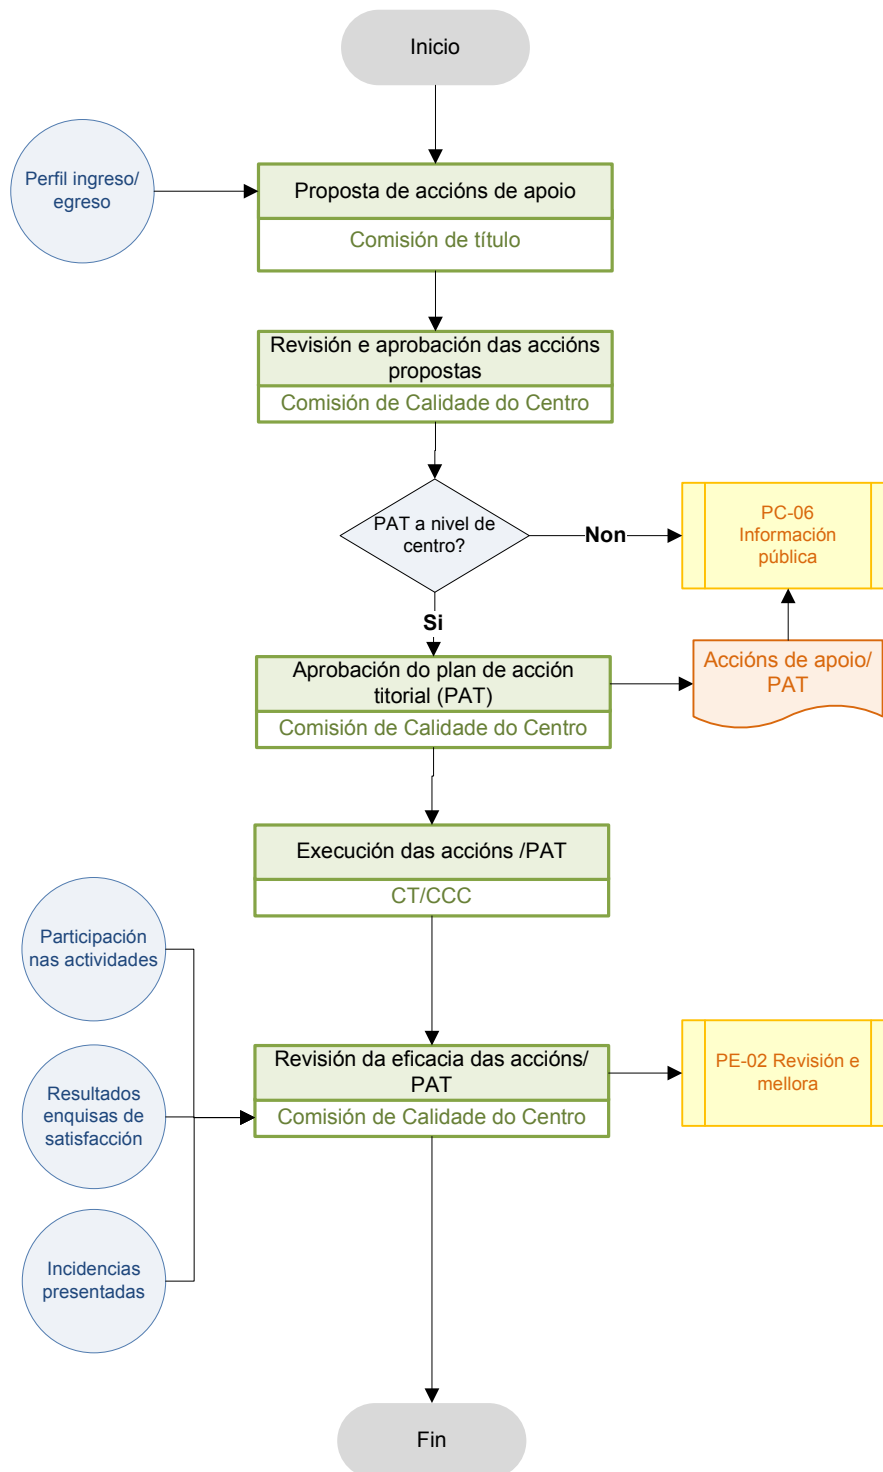 Inicio
Perfil ingreso/
egreso
Proposta de accións de apoio
Comisión de título
Revisión e aprobación das accións
propostas
Comisión de Calidade do Centro
PAT a nivel de
centro?
Non
PC-06
Información
pública
Si
Aprobación do plan de acción
titorial (PAT)
Comisión de Calidade do Centro
Accións de apoio/
PAT
Execución das accións /PAT
CT/CCC
Participación
nas actividades
Resultados
enquisas de
satisfacción
Incidencias
presentadas
Revisión da eficacia das accións/
PAT
Comisión de Calidade do Centro
PE-02 Revisión e
mellora
Fin